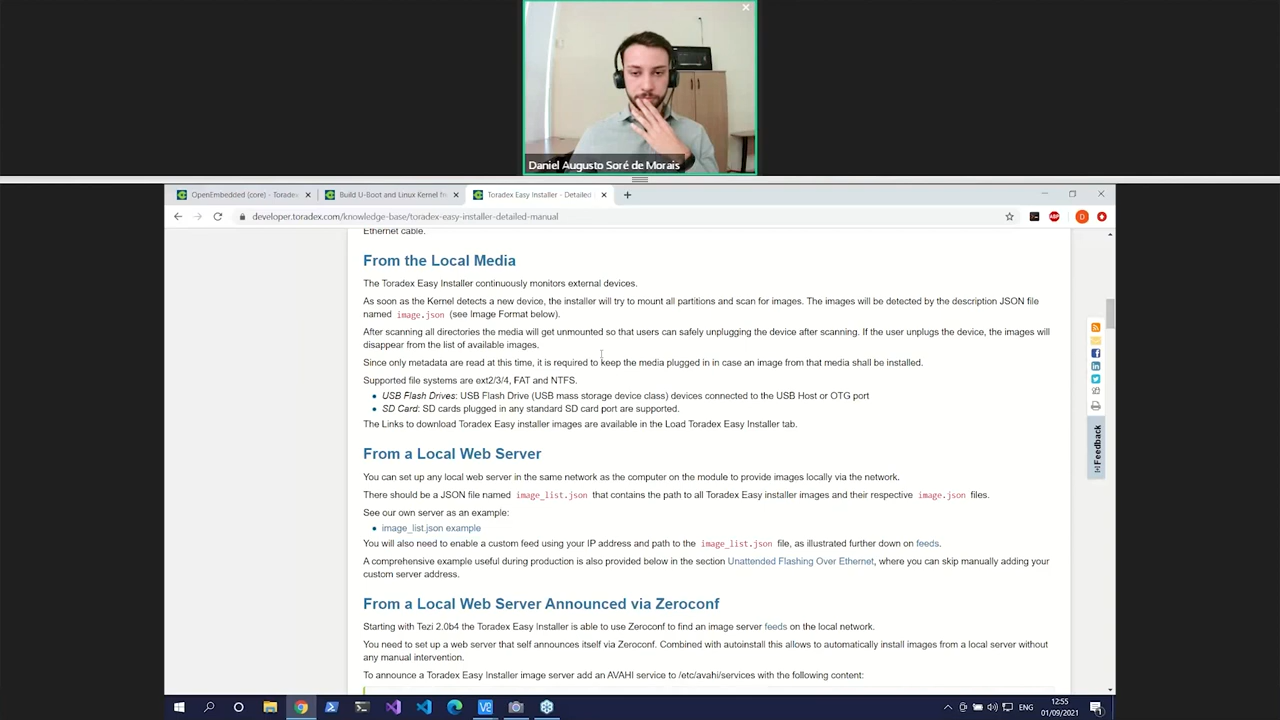 Daniel Augusto Soré de Morais
OpenEmbedded (core) - Toradex
Build U-Boot and Linux Kernel fr
Toradex Easy Installer - Detailed
developer.toradex.com/knowledge-base/toradex-easy-installer-detailed-manual
Ethernet cable.
From the Local Media
The Toradex Easy Installer continuously monitors external devices.
As soon as the Kernel detects a new device, the installer will try to mount all partitions and scan for images. The images will be detected by the description JSON file
named image.json (see Image Format below).
After scanning all directories the media will get unmounted so that users can safely unplugging the device after scanning. If the user unplugs the device, the images will
disappear from the list of available images.
Since only metadata are read at this time, it is required to keep the media plugged in in case an image from that media shall be installed.
Supported file systems are ext2/3/4, FAT and NTFS.
USB Flash Drives: USB Flash Drive (USB mass storage device class) devices connected to the USB Host or OTG port
SD Card: SD cards plugged in any standard SD card port are supported.
The Links to download Toradex Easy installer images are available in the Load Toradex Easy Installer tab.
From a Local Web Server
You can set up any local web server in the same network as the computer on the module to provide images locally via the network.
There should be a JSON file named image_list.json that contains the path to all Toradex Easy installer images and their respective image.json files.
See our own server as an example:
image_list.json example
You will also need to enable a custom feed using your IP address and path to the image_list.json file, as illustrated further down on feeds.
A comprehensive example useful during production is also provided below in the section Unattended Flashing Over Ethernet, where you can skip manually adding your
custom server address.
From a Local Web Server Announced via Zeroconf
Starting with Tezi 2.0b4 the Toradex Easy Installer is able to use Zeroconf to find an image server feeds on the local network.
You need to set up a web server that self announces itself via Zeroconf. Combined with autoinstall this allows to automatically install images from a local server without
any manual intervention.
To announce a Toradex Easy Installer image server add an AVAHI service to /etc/avahi/services with the following content:
Feedback
ABP
D
ENG
12:55
01/09/2021